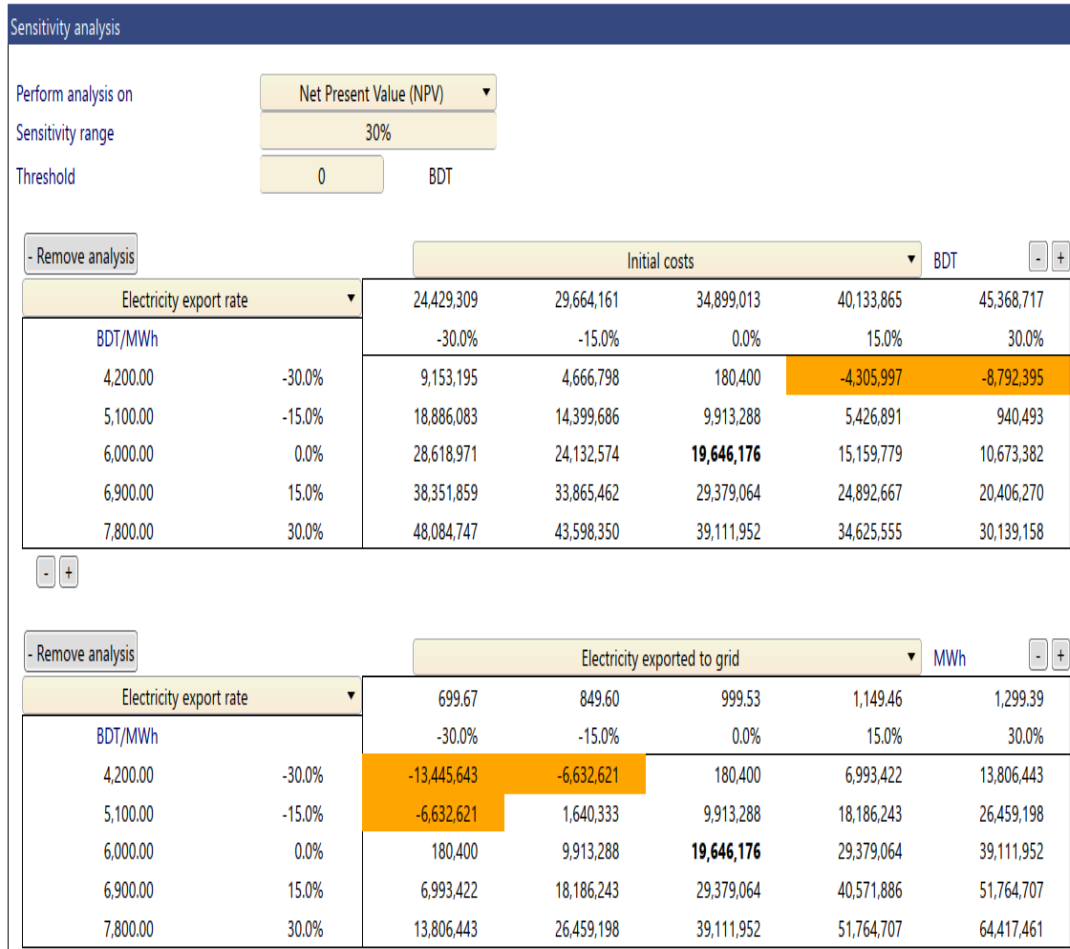 Sensitivity analysis
Perform analysis on Net Present Value (NPV)
Sensitivity range 30%
Threshold 0 BDT
- Remove analysis Initial costs BDT - +
Electricity export rate 24,429,309 29,664,161 34,899,013 40,133,865 45,368,717
BDT/MWh -30.0% -15.0% 0.0% 15.0% 30.0%
4,200.00 -30.0% 9,153,195 4,666,798 180,400 -4,305,997 -8,792,395
5,100.00 -15.0% 18,886,083 14,399,686 9,913,288 5,426,891 940,493
6,000.00 0.0% 28,618,971 24,132,574 19,646,176 15,159,779 10,673,382
6,900.00 15.0% 38,351,859 33,865,462 29,379,064 24,892,667 20,406,270
7,800.00 30.0% 48,084,747 43,598,350 39,111,952 34,625,555 30,139,158
- +
- Remove analysis Electricity exported to grid MWh - +
Electricity export rate 699.67 849.60 999.53 1,149.46 1,299.39
BDT/MWh -30.0% -15.0% 0.0% 15.0% 30.0%
4,200.00 -30.0% -13,445,643 -6,632,621 180,400 6,993,422 13,806,443
5,100.00 -15.0% -6,632,621 1,640,333 9,913,288 18,186,243 26,459,198
6,000.00 0.0% 180,400 9,913,288 19,646,176 29,379,064 39,111,952
6,900.00 15.0% 6,993,422 18,186,243 29,379,064 40,571,886 51,764,707
7,800.00 30.0% 13,806,443 26,459,198 39,111,952 51,764,707 64,417,461